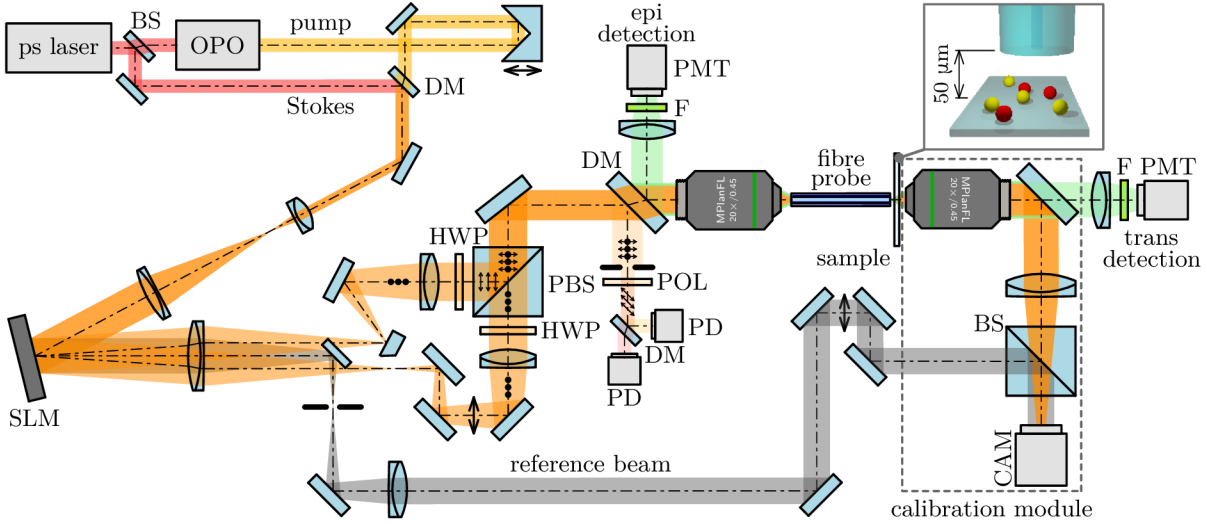 BS
ps laser
OPO
pump
Stokes
DM
epi
detection
PMT
F
50 µm
DM
MPlanFL
20×/0.45
fibre
probe
MPlanFL
20×/0.45
F
PMT
trans
detection
sample
HWP
PBS
POL
HWP
PD
DM
PD
BS
SLM
reference beam
CAM
calibration module